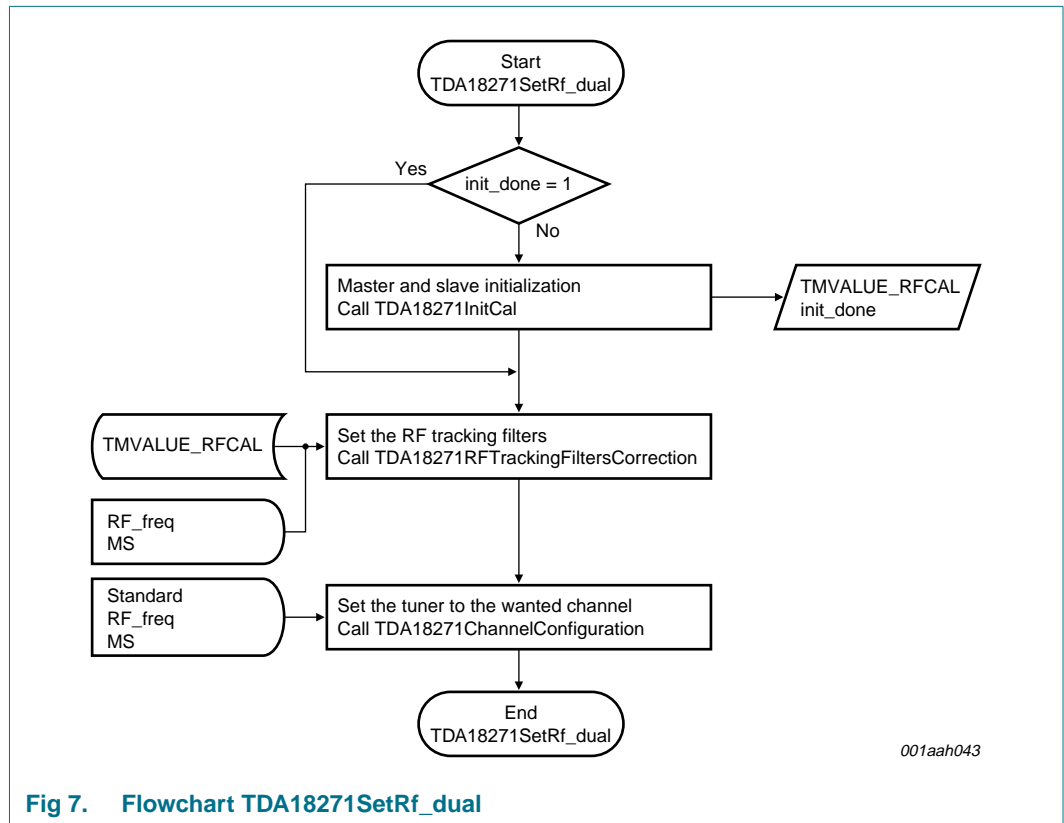 Start
TDA18271SetRf_dual
Yes
init_done = 1
No
Master and slave initialization
Call TDA18271InitCal
TMVALUE_RFCAL
init_done
TMVALUE_RFCAL
Set the RF tracking filters
Call TDA18271RFTrackingFiltersCorrection
RF_freq
MS
Standard
RF_freq
MS
Set the tuner to the wanted channel
Call TDA18271ChannelConfiguration
End
TDA18271SetRf_dual
001aah043
Fig 7. Flowchart TDA18271SetRf_dual